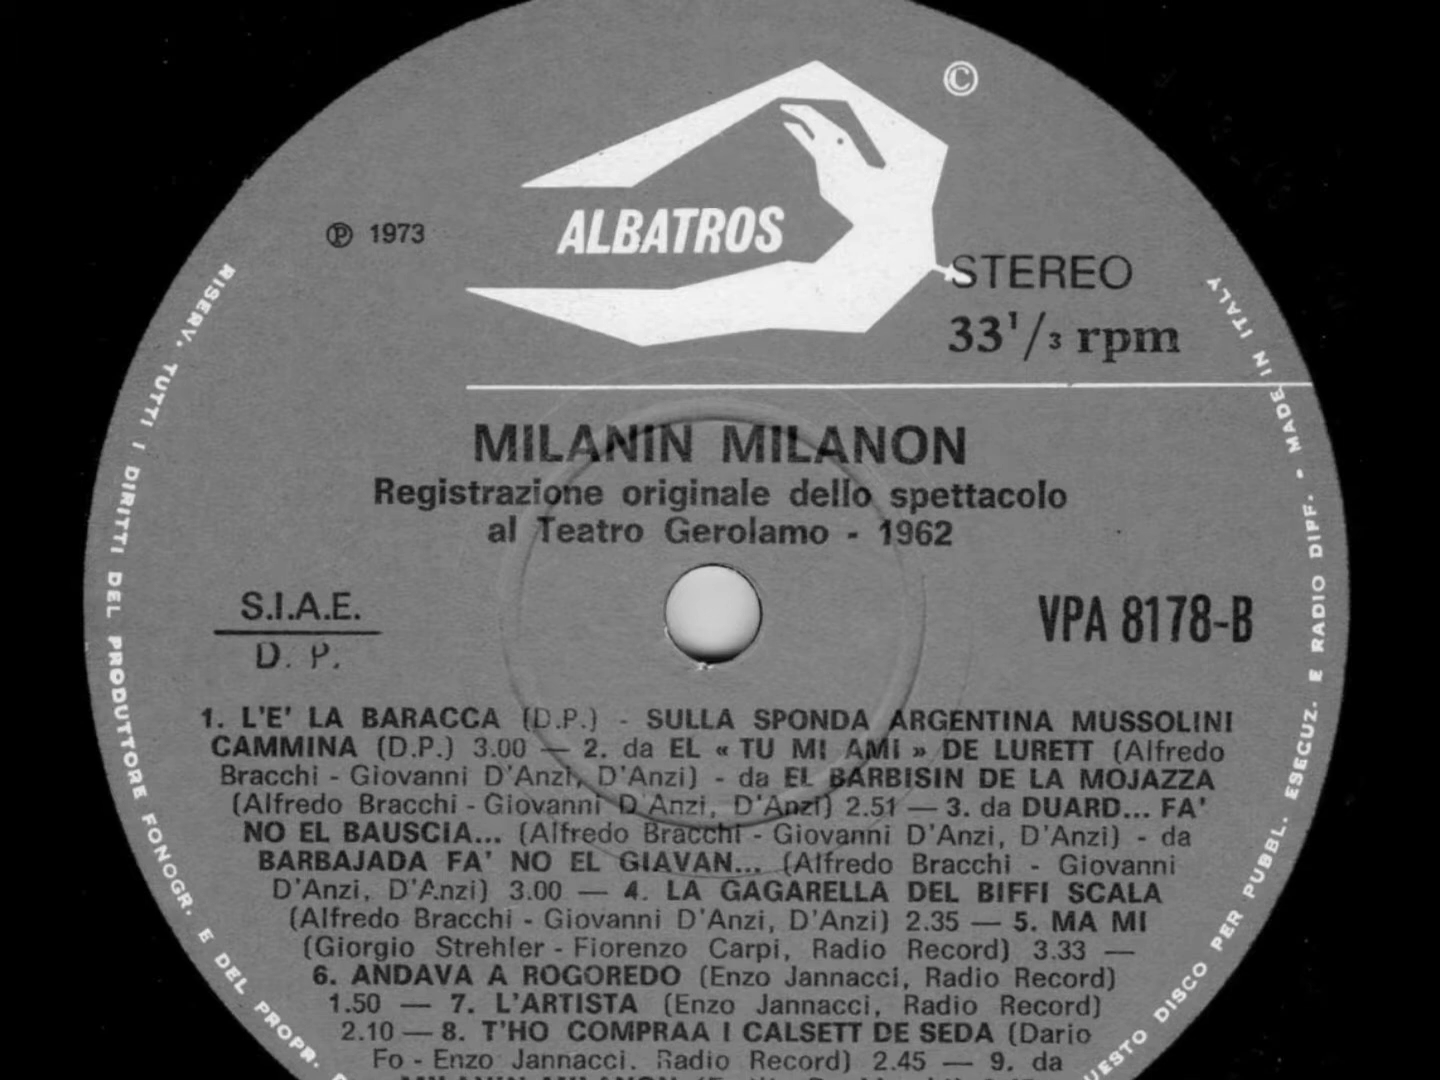 ©
℗ 1973
ALBATROS
STEREO
33 1/3 rpm
MILANIN MILANON
Registrazione originale dello spettacolo
al Teatro Gerolamo - 1962
S.I.A.E.
D. P.
VPA 8178-B
1. L'E' LA BARACCA (D.P.) - SULLA SPONDA ARGENTINA MUSSOLINI
CAMMINA (D.P.) 3.00 — 2. da EL « TU MI AMI » DE LURETT (Alfredo
Bracchi - Giovanni D'Anzi, D'Anzi) - da EL BARBISIN DE LA MOJAZZA
(Alfredo Bracchi - Giovanni D'Anzi, D'Anzi) 2.51 — 3. da DUARD... FA'
NO EL BAUSCIA... (Alfredo Bracchi - Giovanni D'Anzi, D'Anzi) - da
BARBAJADA FA' NO EL GIAVAN... (Alfredo Bracchi - Giovanni
D'Anzi, D'Anzi) 3.00 — 4. LA GAGARELLA DEL BIFFI SCALA
(Alfredo Bracchi - Giovanni D'Anzi, D'Anzi) 2.35 — 5. MA MI
(Giorgio Strehler - Fiorenzo Carpi, Radio Record) 3.33 —
6. ANDAVA A ROGOREDO (Enzo Jannacci, Radio Record)
1.50 — 7. L'ARTISTA (Enzo Jannacci, Radio Record)
2.10 — 8. T'HO COMPRAA I CALSETT DE SEDA (Dario
Fo - Enzo Jannacci. Radio Record) 2.45 — 9. da
MILANIN MILANON
RISERV. TUTTI I DIRITTI DEL PRODUTTORE FONOGR. E DEL PROPR.
QUESTO DISCO PER PUBBL. ESECUZ. E RADIO DIFF. - MADE IN ITALY